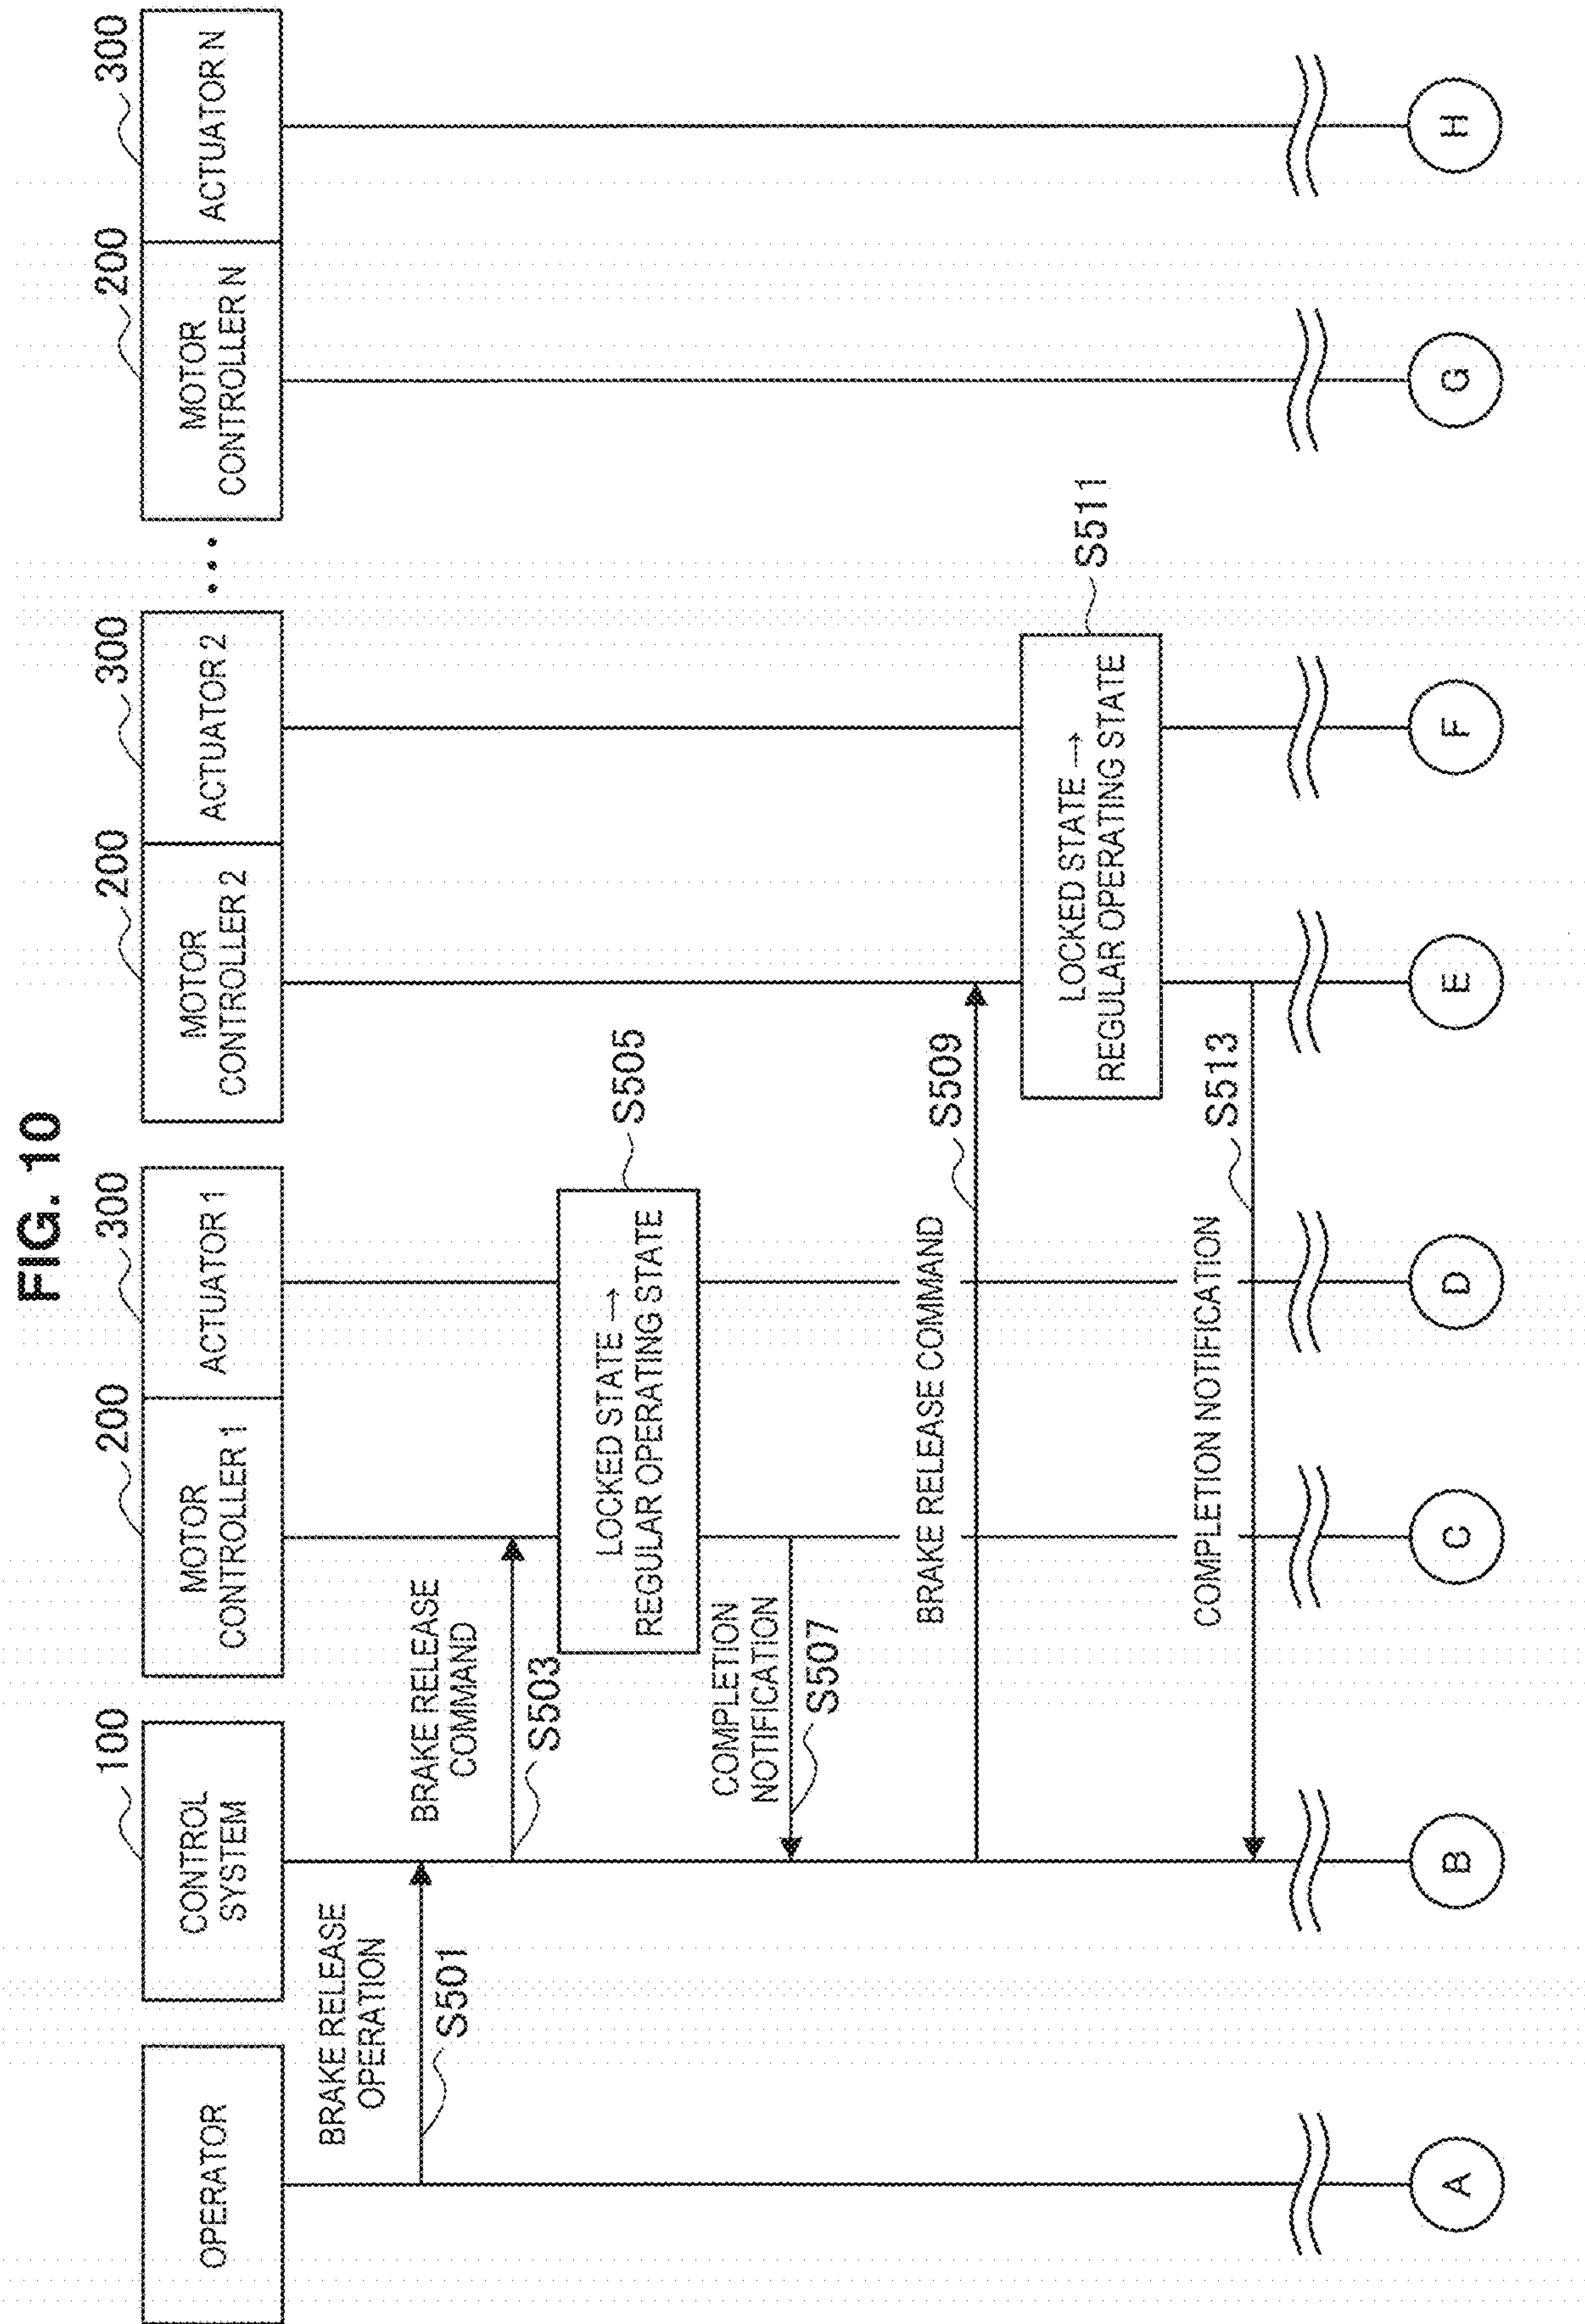 FIG. 10
OPERATOR
100
CONTROL
SYSTEM
200
MOTOR
CONTROLLER 1
300
ACTUATOR 1
200
MOTOR
CONTROLLER 2
300
ACTUATOR 2
...
200
MOTOR
CONTROLLER N
300
ACTUATOR N
BRAKE RELEASE
OPERATION
S501
BRAKE RELEASE
COMMAND
S503
LOCKED STATE →
REGULAR OPERATING STATE
S505
COMPLETION
NOTIFICATION
S507
BRAKE RELEASE COMMAND
S509
LOCKED STATE →
REGULAR OPERATING STATE
S511
COMPLETION NOTIFICATION
S513
A
B
C
D
E
F
G
H